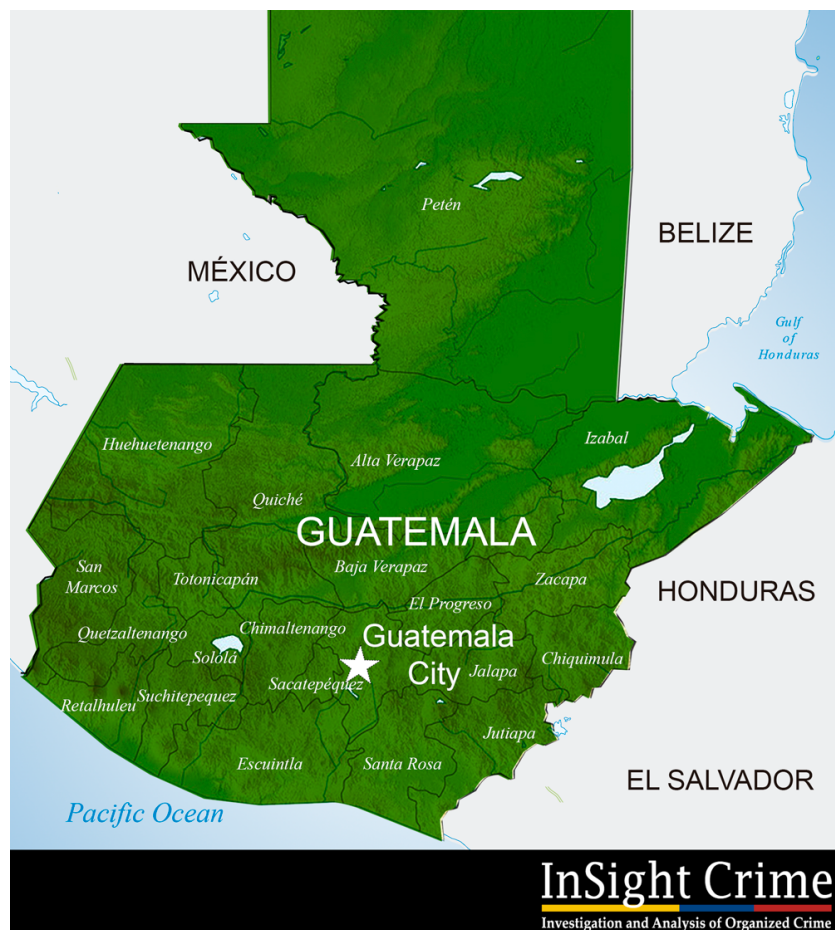 Petén
BELIZE
MÉXICO
Gulf
of
Honduras
Huehuetenango
Izabal
Alta Verapaz
Quiché
GUATEMALA
San
Marcos
Totonicapán
Baja Verapaz
Zacapa
HONDURAS
El Progreso
Quetzaltenango
Chimaltenango
Guatemala
City
Sololá
Sacatepéquez
Jalapa
Chiquimula
Retalhuleu
Suchitepequez
Jutiapa
Escuintla
Santa Rosa
EL SALVADOR
Pacific Ocean
InSight Crime
Investigation and Analysis of Organized Crime